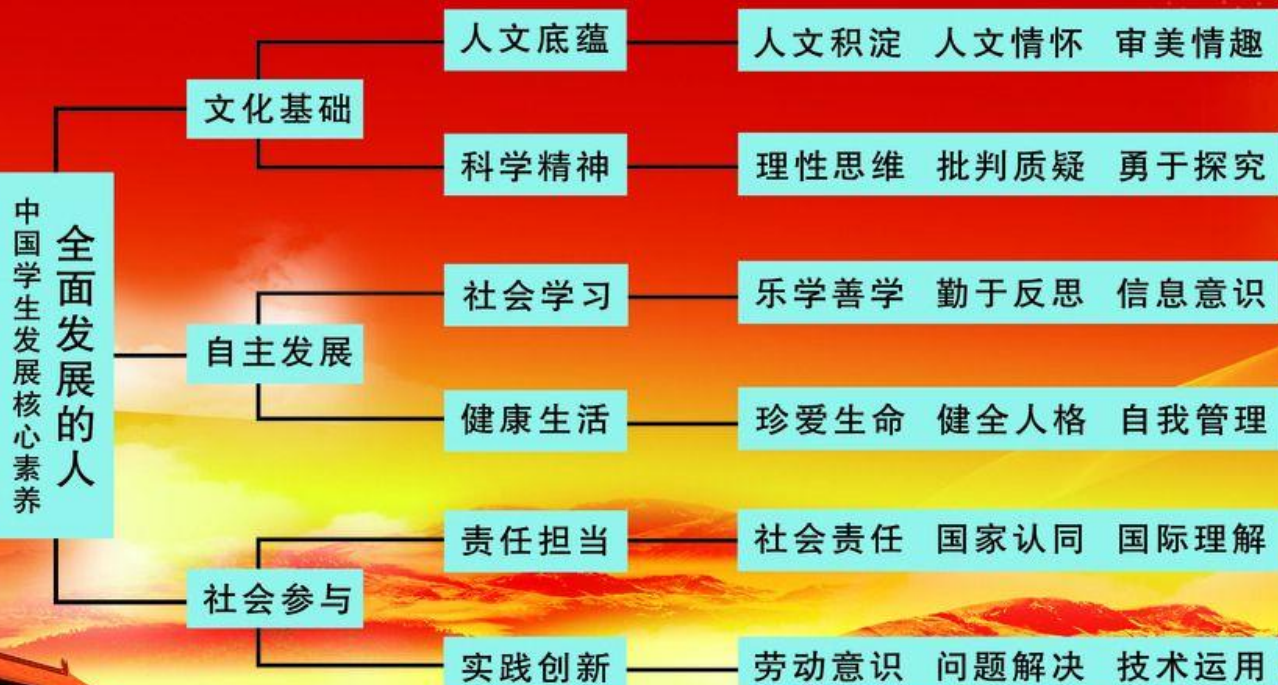 中国学生发展核心素养
全面发展的人
文化基础
人文底蕴
人文积淀 人文情怀 审美情趣
科学精神
理性思维 批判质疑 勇于探究
自主发展
社会学习
乐学善学 勤于反思 信息意识
健康生活
珍爱生命 健全人格 自我管理
社会参与
责任担当
社会责任 国家认同 国际理解
实践创新
劳动意识 问题解决 技术运用